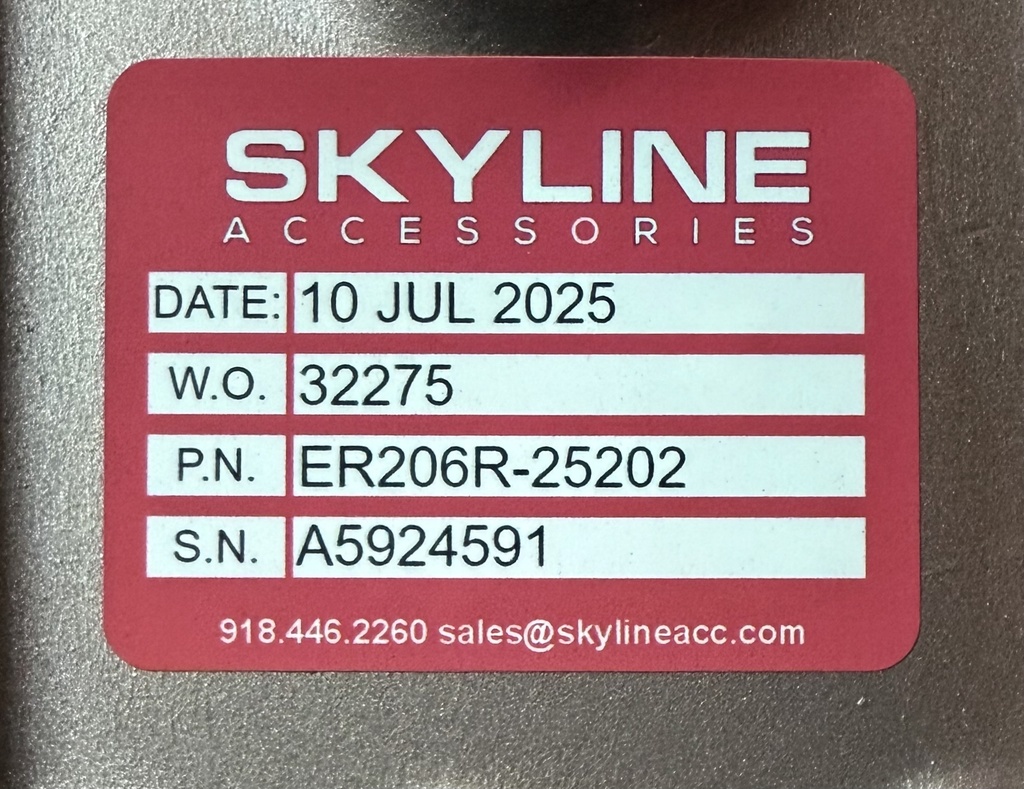 SKYLINE
ACCESSORIES
DATE: 10 JUL 2025
W.O. 32275
P.N. ER206R-25202
S.N. A5924591
918.446.2260 sales@skylineacc.com